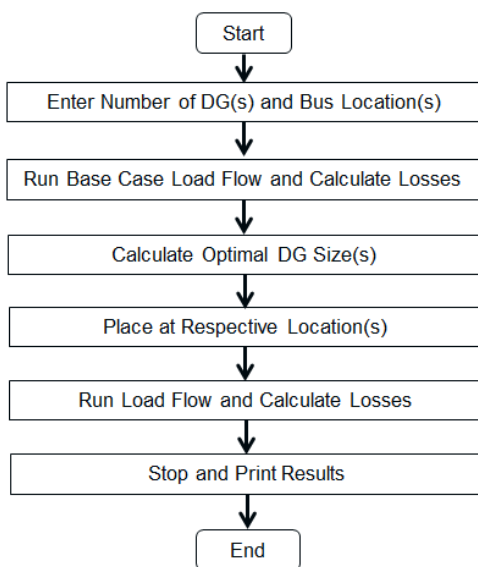 Start
Enter Number of DG(s) and Bus Location(s)
Run Base Case Load Flow and Calculate Losses
Calculate Optimal DG Size(s)
Place at Respective Location(s)
Run Load Flow and Calculate Losses
Stop and Print Results
End